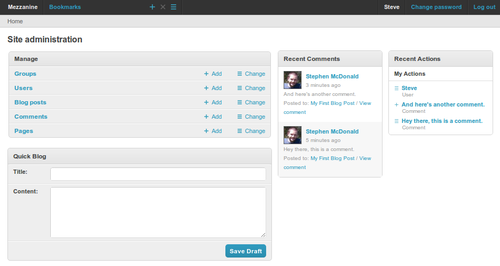 Mezzanine Bookmarks Steve Change password Log out
Home
Site administration
Manage
Groups Add Change
Users Add Change
Blog posts Add Change
Comments Add Change
Pages Add Change
Quick Blog
Title:
Content:
Save Draft
Recent Comments
Stephen McDonald
5 minutes ago
And here's another comment.
Posted to: My First Blog Post / View
comment
Stephen McDonald
5 minutes ago
Hey there, this is a comment.
Posted to: My First Blog Post / View
comment
Recent Actions
My Actions
Steve
User
And here's another comment.
Comment
Hey there, this is a comment.
Comment